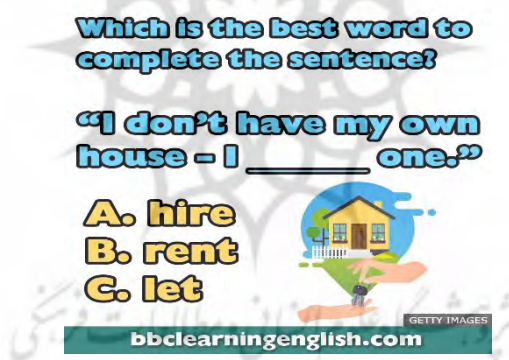 Which is the best word to
complete the sentence?
“I don’t have my own
house – I ________ one.”
A. hire
B. rent
C. let
GETTY IMAGES
bbclearningenglish.com